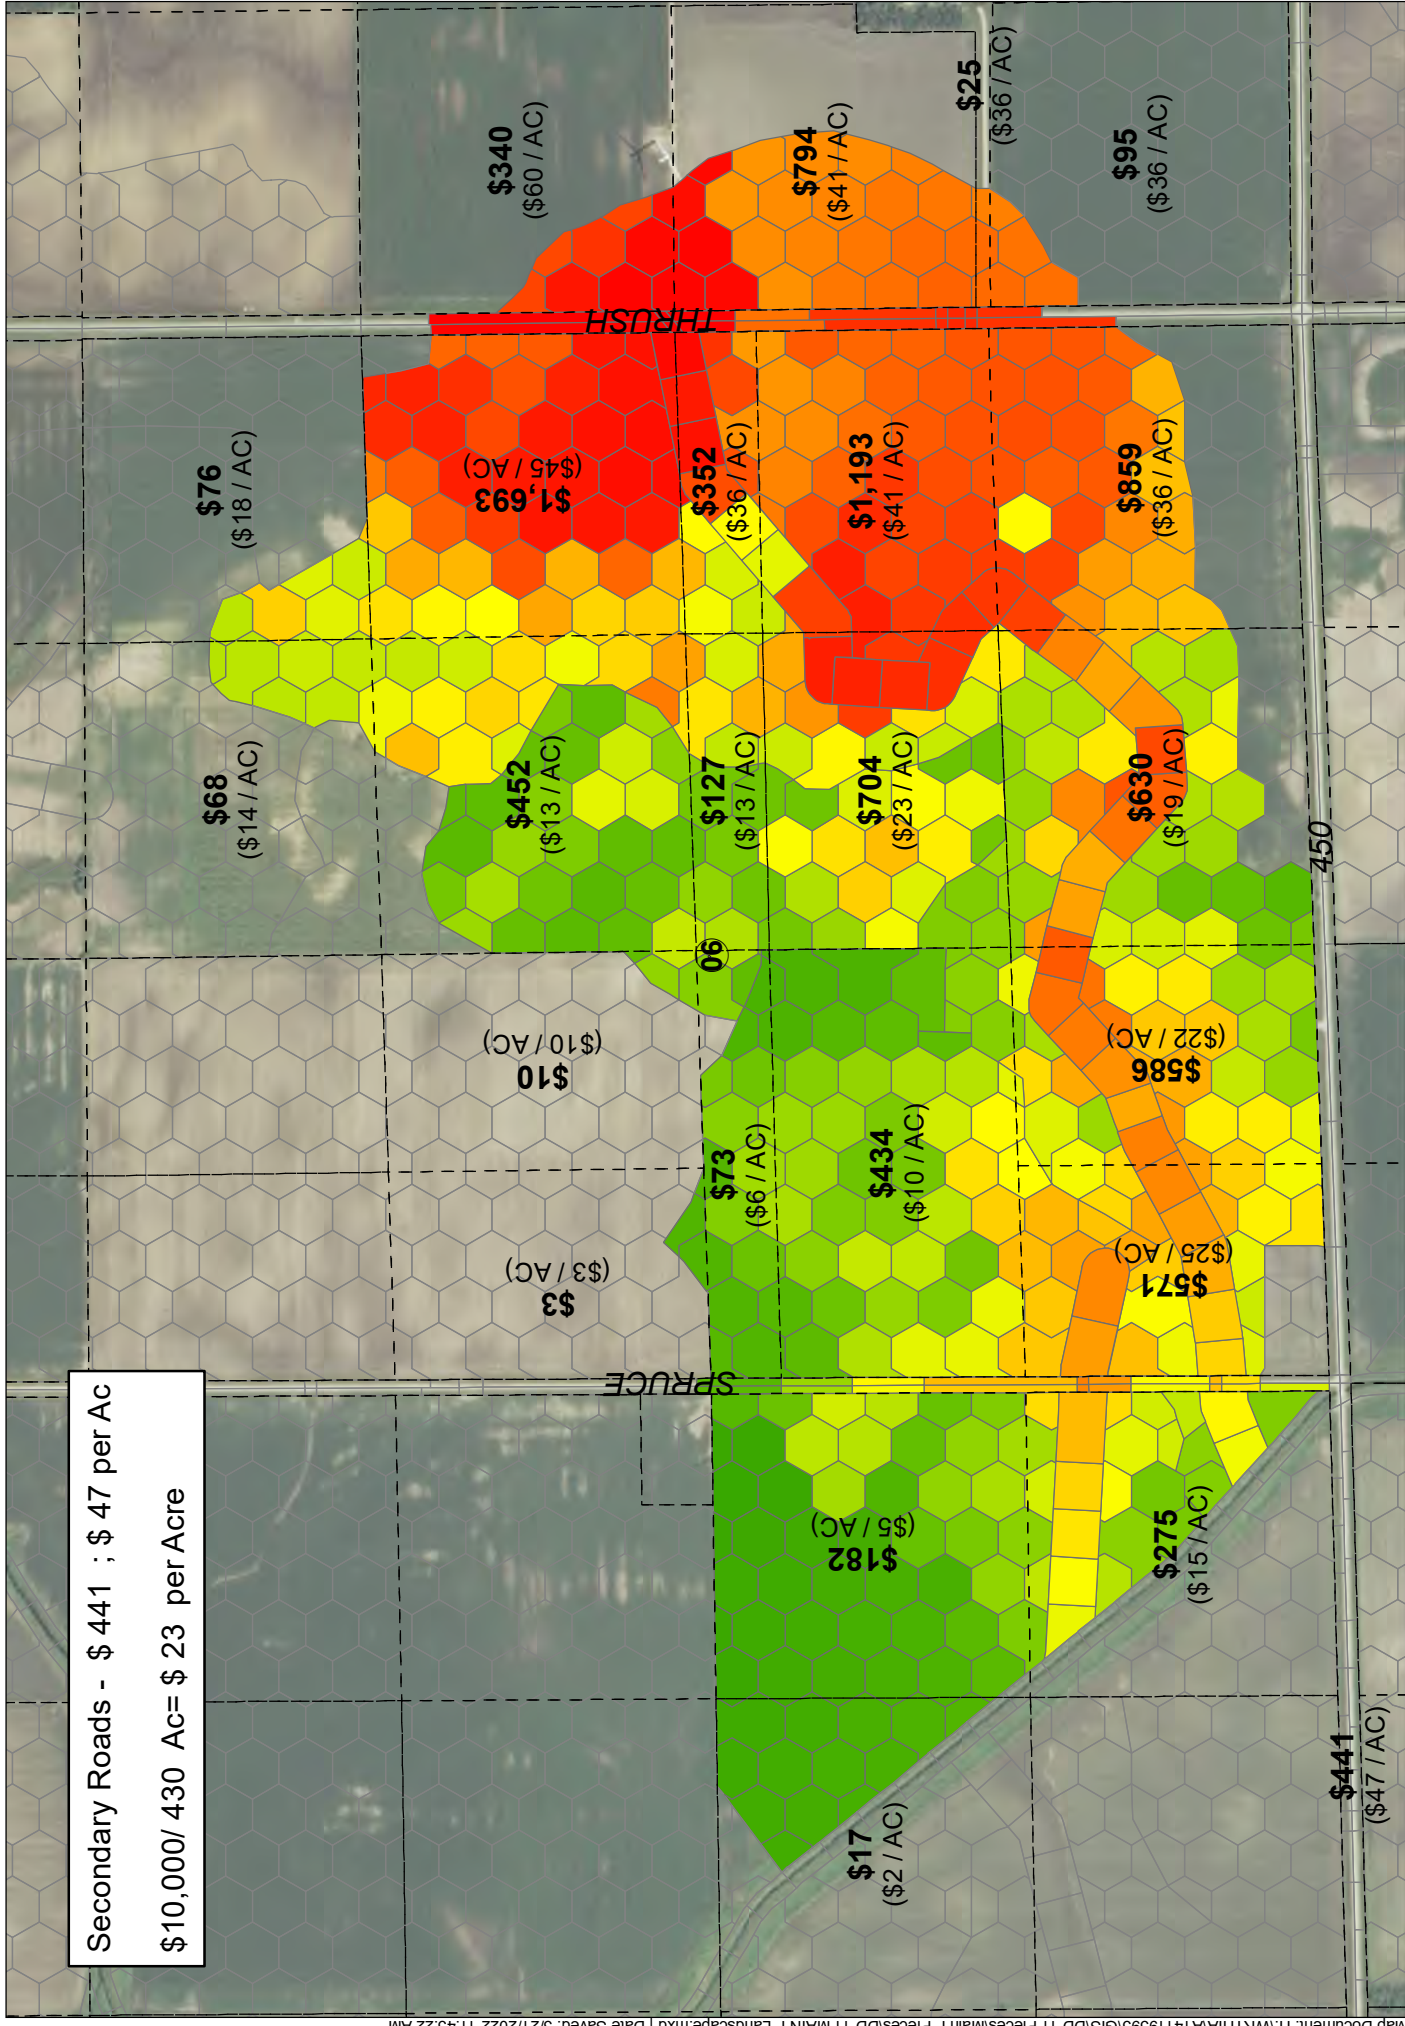 Secondary Roads - $ 441 ; $ 47 per Ac
$10,000/ 430 Ac= $ 23 per Acre
$76
($18 / AC)
$340
($60 / AC)
$68
($14 / AC)
$1,693
($45 / AC)
THRUSH
$794
($41 / AC)
$25
($36 / AC)
$95
($36 / AC)
$452
($13 / AC)
$352
($36 / AC)
$1,193
($41 / AC)
$859
($36 / AC)
$127
($13 / AC)
$704
($23 / AC)
$630
($19 / AC)
06
450
$10
($10 / AC)
$3
($3 / AC)
$73
($6 / AC)
$434
($10 / AC)
$586
($22 / AC)
$571
($25 / AC)
SPRUCE
$182
($5 / AC)
$275
($15 / AC)
$17
($2 / AC)
$441
($47 / AC)